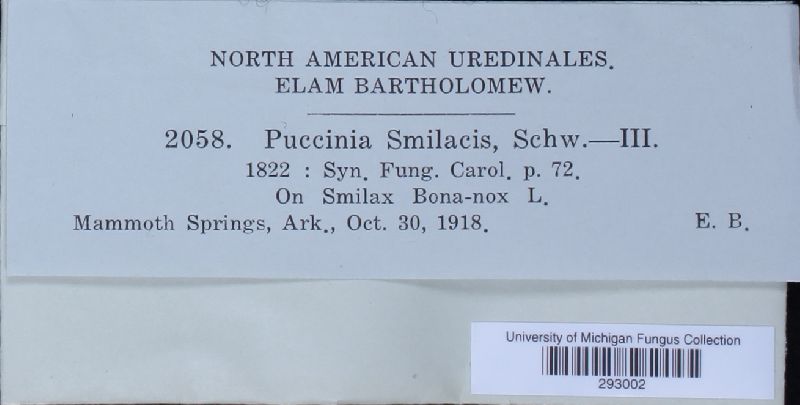 NORTH AMERICAN UREDINALES.
ELAM BARTHOLOMEW.
2058. Puccinia Smilacis, Schw.—III.
1822 : Syn. Fung. Carol. p. 72.
On Smilax Bona-nox L.
Mammoth Springs, Ark., Oct. 30, 1918. E. B.
University of Michigan Fungus Collection
293002